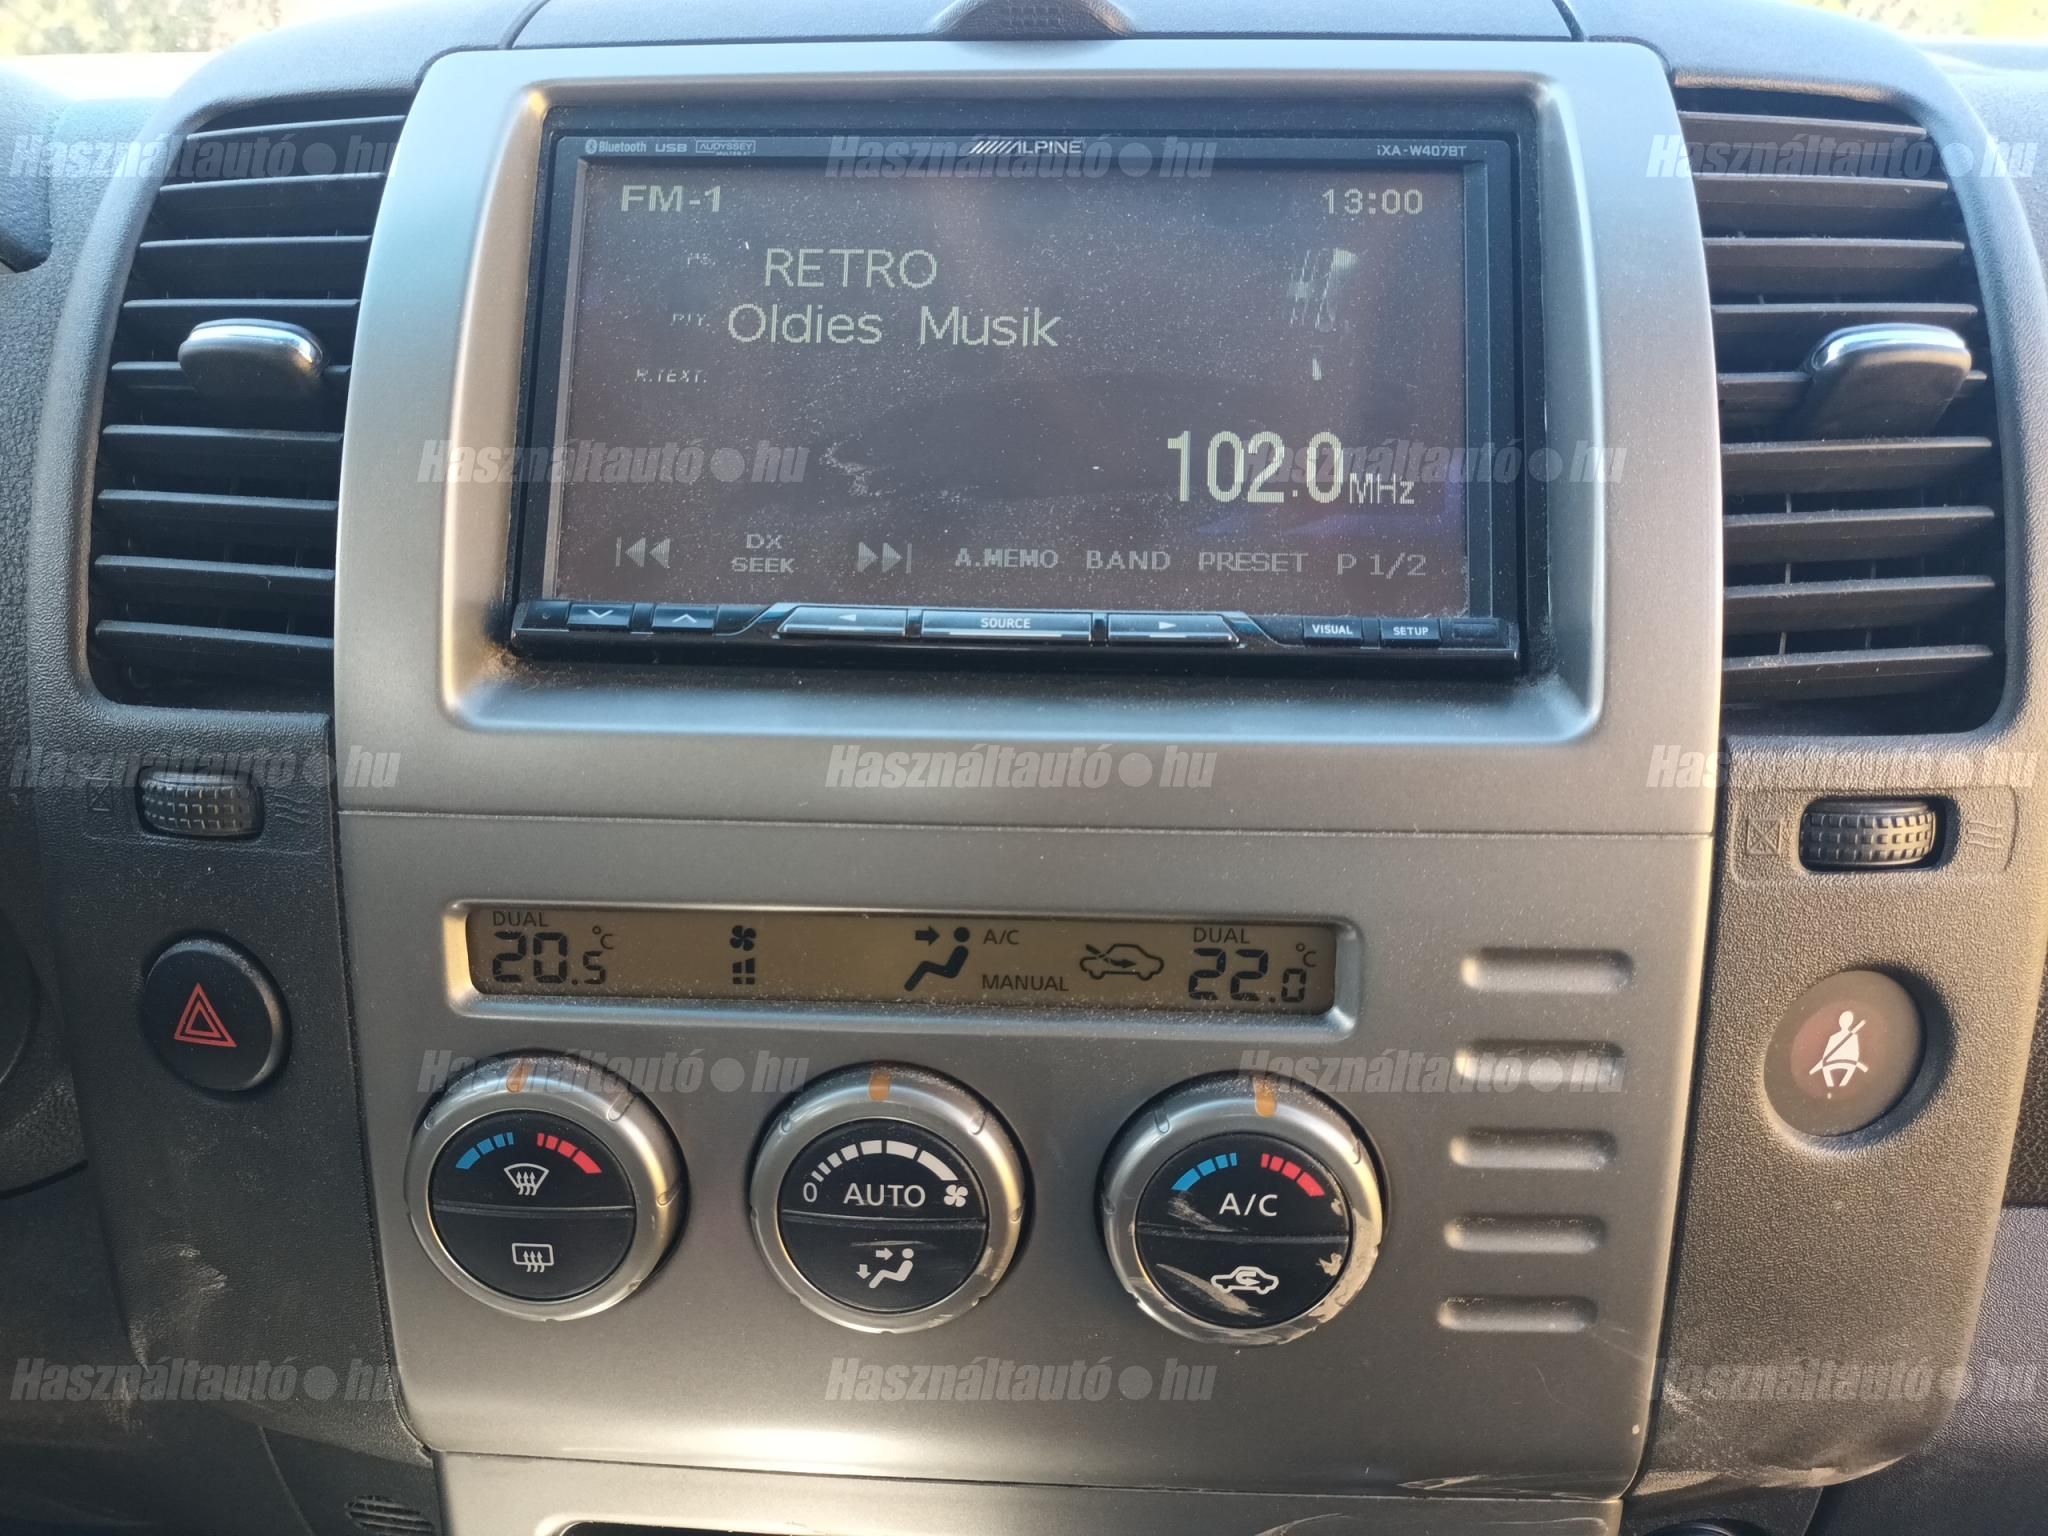 Bluetooth USB AUDYSSEY ALPINE iXA-W407BT
FM-1 13:00
RETRO
PTY. Oldies Musik
R.TEXT.
102.0 MHz
DX SEEK A.MEMO BAND PRESET P 1/2
SOURCE VISUAL SETUP
DUAL 20.5 °C A/C MANUAL DUAL 22.0 °C
0 AUTO
A/C
Használtautó hu
Használtautó hu
Használtautó hu
Használtautó hu
Használtautó hu
Használtautó hu
Használtautó hu
Használtautó hu
Használtautó hu
Használtautó hu
Használtautó hu
Használtautó hu
Használtautó hu